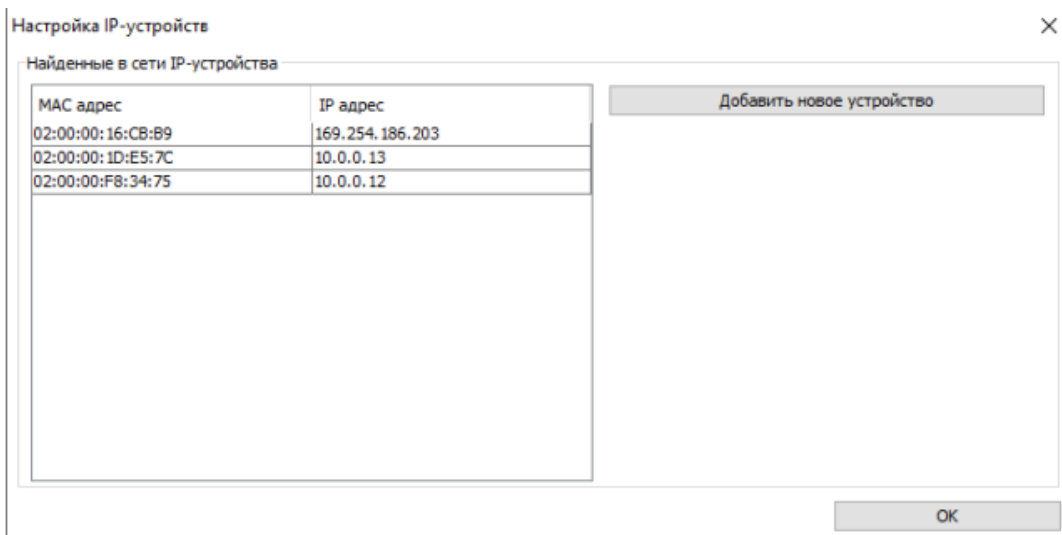 Настройка IP-устройств
Найденные в сети IP-устройства
MAC адрес IP адрес
02:00:00:16:CB:B9 169.254.186.203
02:00:00:1D:E5:7C 10.0.0.13
02:00:00:F8:34:75 10.0.0.12
Добавить новое устройство
OK